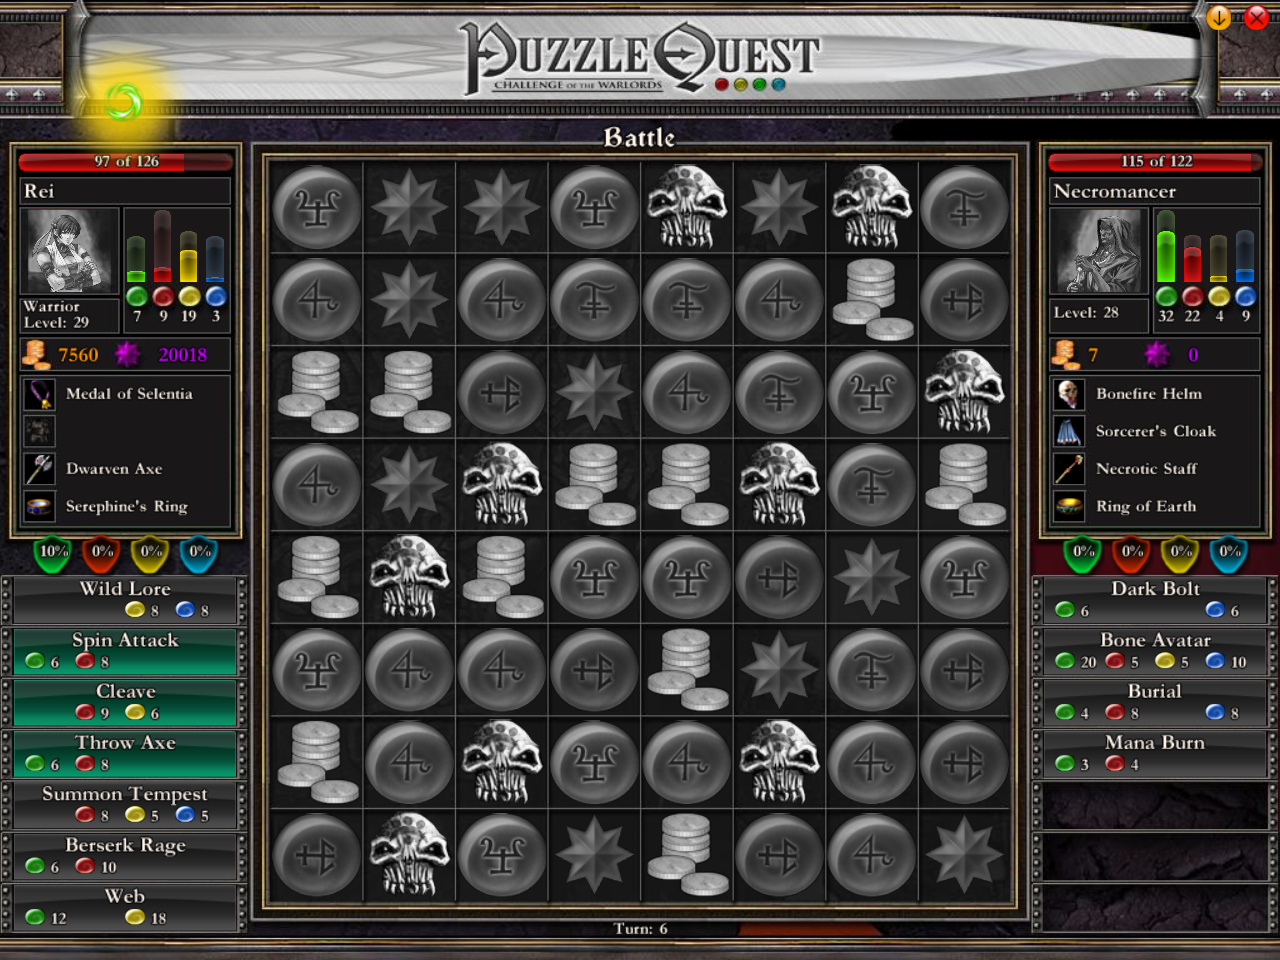 PUZZLE QUEST
CHALLENGE OF THE WARLORDS
Battle
97 of 126
Rei
Warrior
Level: 29
7 9 19 3
7560 20018
Medal of Selentia
Dwarven Axe
Serephine's Ring
10% 0% 0% 0%
Wild Lore
8 8
Spin Attack
6 8
Cleave
9 6
Throw Axe
6 8
Summon Tempest
8 5 5
Berserk Rage
6 10
Web
12 18
Turn: 6
115 of 122
Necromancer
Level: 28
32 22 4 9
7 0
Bonefire Helm
Sorcerer's Cloak
Necrotic Staff
Ring of Earth
0% 0% 0% 0%
Dark Bolt
6 6
Bone Avatar
20 5 5 10
Burial
4 8 8
Mana Burn
3 4